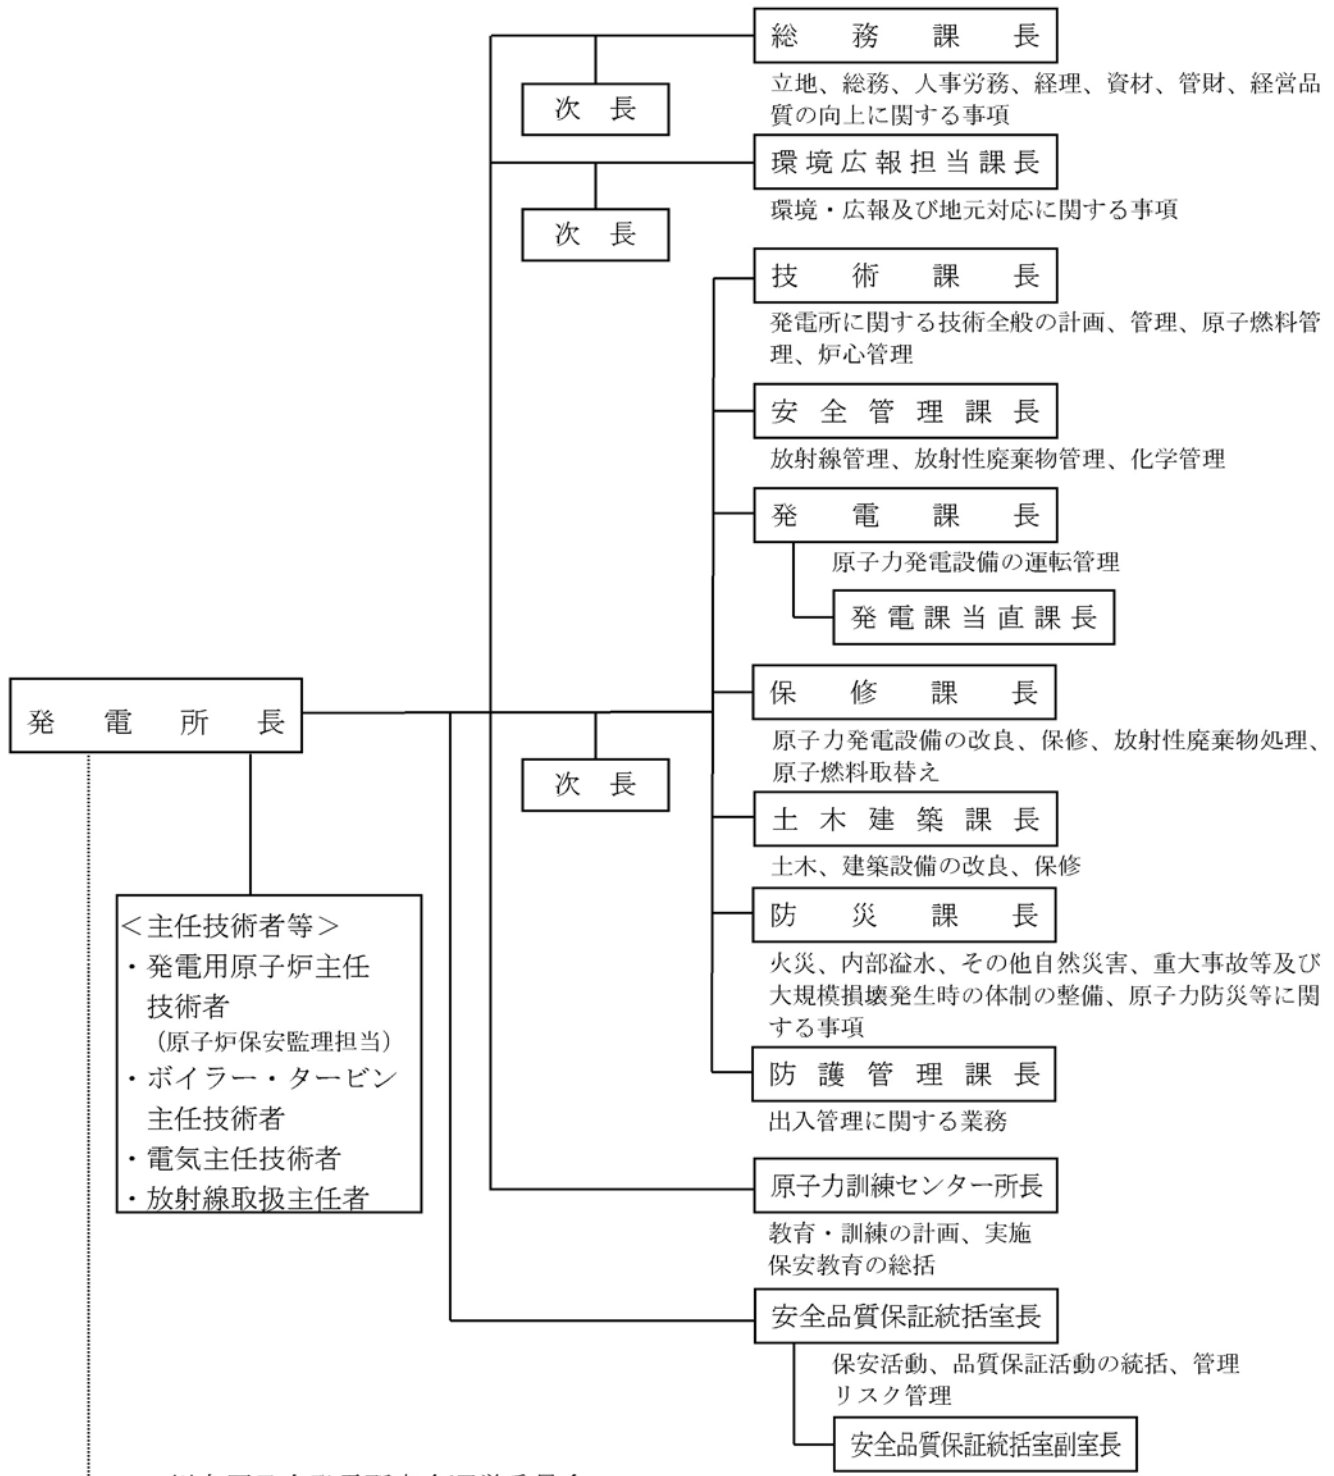 総務課長
立地、総務、人事労務、経理、資材、管財、経営品
質の向上に関する事項
次長
環境広報担当課長
環境・広報及び地元対応に関する事項
次長
技術課長
発電所に関する技術全般の計画、管理、原子燃料管
理、炉心管理
安全管理課長
放射線管理、放射性廃棄物管理、化学管理
発電課長
原子力発電設備の運転管理
発電課当直課長
発電所長
次長
保修課長
原子力発電設備の改良、保修、放射性廃棄物処理、
原子燃料取替え
土木建築課長
土木、建築設備の改良、保修
防災課長
火災、内部溢水、その他自然災害、重大事故等及び
大規模損壊発生時の体制の整備、原子力防災等に関
する事項
防護管理課長
出入管理に関する業務
<主任技術者等>
・発電用原子炉主任
技術者
（原子炉保安監理担当）
・ボイラー・タービン
主任技術者
・電気主任技術者
・放射線取扱主任者
原子力訓練センター所長
教育・訓練の計画、実施
保安教育の総括
安全品質保証統括室長
保安活動、品質保証活動の統括、管理
リスク管理
安全品質保証統括室副室長